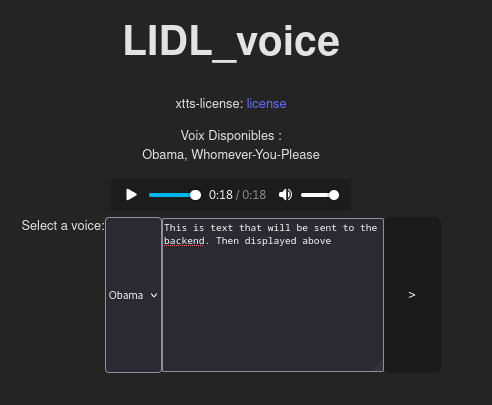 LIDL_voice
xtts-license: license
Voix Disponibles :
Obama, Whomever-You-Please
0:18 / 0:18
Select a voice:
This is text that will be sent to the
backend. Then displayed above
Obama
>